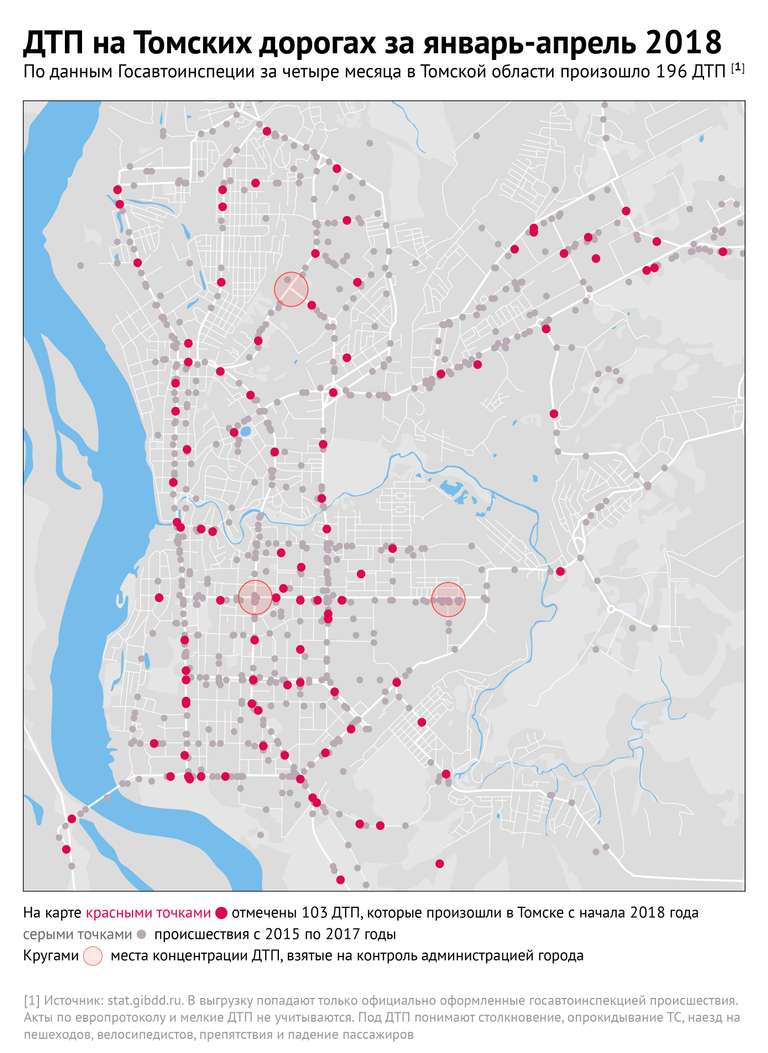 ДТП на Томских дорогах за январь-апрель 2018
По данным Госавтоинспеции за четыре месяца в Томской области произошло 196 ДТП [1]
На карте красными точками отмечены 103 ДТП, которые произошли в Томске с начала 2018 года
серыми точками происшествия с 2015 по 2017 годы
Кругами места концентрации ДТП, взятые на контроль администрацией города
[1] Источник: stat.gibdd.ru. В выгрузку попадают только официально оформленные госавтоинспекцией происшествия.
Акты по европротоколу и мелкие ДТП не учитываются. Под ДТП понимают столкновение, опрокидывание ТС, наезд на
пешеходов, велосипедистов, препятствия и падение пассажиров